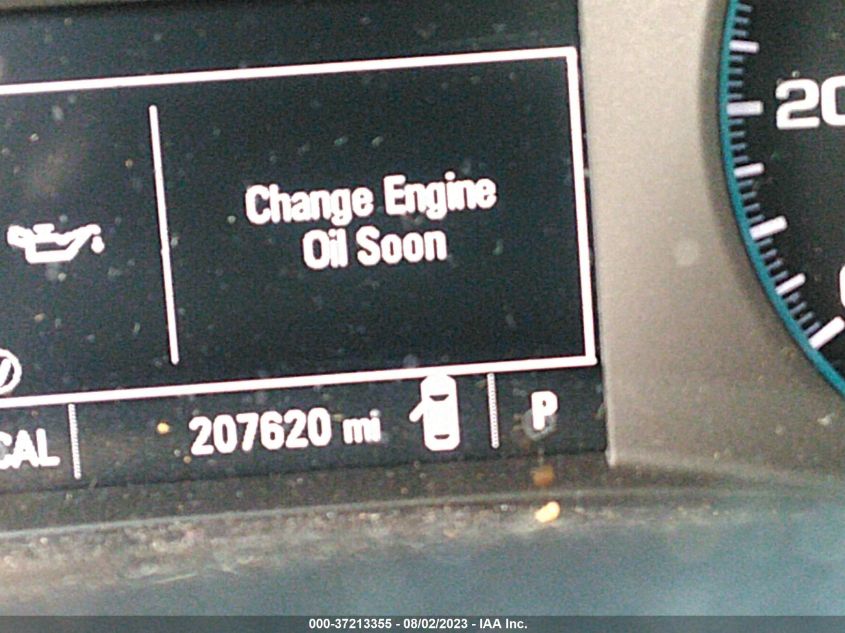 Change Engine
Oil Soon
20
CAL
207620 mi
P
000-37213355 - 08/02/2023 - IAA Inc.